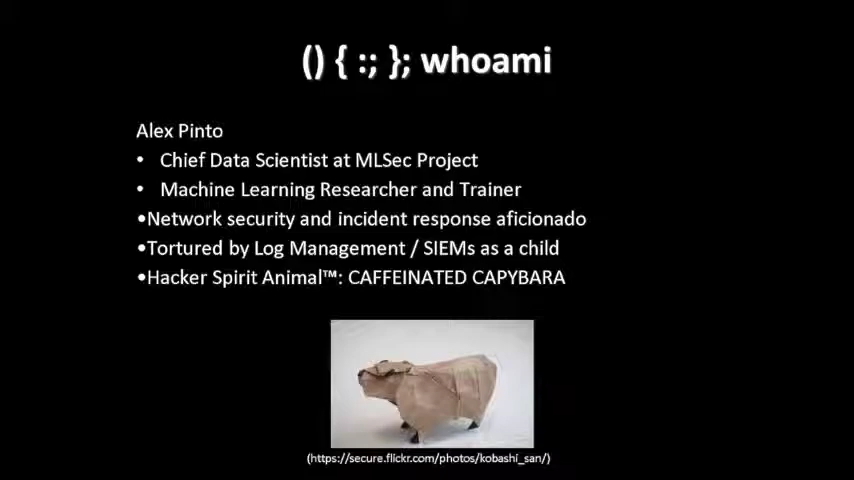 () { :; }; whoami
Alex Pinto
• Chief Data Scientist at MLSec Project
• Machine Learning Researcher and Trainer
•Network security and incident response aficionado
•Tortured by Log Management / SIEMs as a child
•Hacker Spirit Animal™: CAFFEINATED CAPYBARA
(https://secure.flickr.com/photos/kobashi_san/)